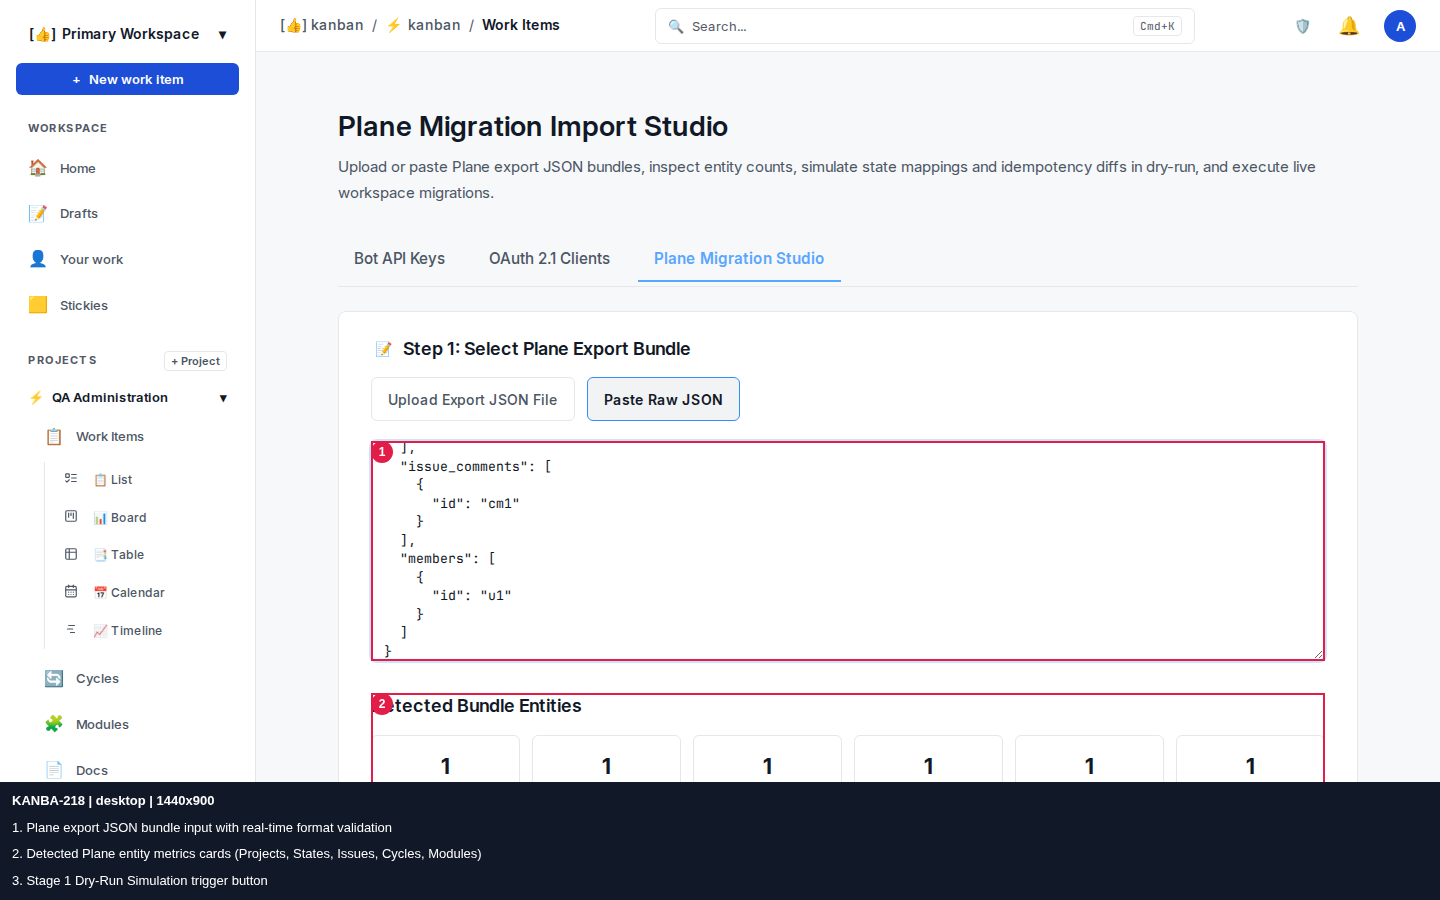 [👍] Primary Workspace ▼
+ New work item
WORKSPACE
🏠 Home
📝 Drafts
👤 Your work
🟨 Stickies
PROJECTS + Project
⚡ QA Administration ▼
📋 Work Items
📋 List
📊 Board
📑 Table
📅 Calendar
📈 Timeline
🔄 Cycles
🧩 Modules
📄 Docs
[👍] kanban / ⚡ kanban / Work Items
🔍 Search... Cmd+K
A
Plane Migration Import Studio
Upload or paste Plane export JSON bundles, inspect entity counts, simulate state mappings and idempotency diffs in dry-run, and execute live
workspace migrations.
Bot API Keys OAuth 2.1 Clients Plane Migration Studio
📝 Step 1: Select Plane Export Bundle
Upload Export JSON File Paste Raw JSON
1
],
"issue_comments": [
{
"id": "cm1"
}
],
"members": [
{
"id": "u1"
}
]
}
2
tected Bundle Entities
1 1 1 1 1 1
KANBA-218 | desktop | 1440x900
1. Plane export JSON bundle input with real-time format validation
2. Detected Plane entity metrics cards (Projects, States, Issues, Cycles, Modules)
3. Stage 1 Dry-Run Simulation trigger button